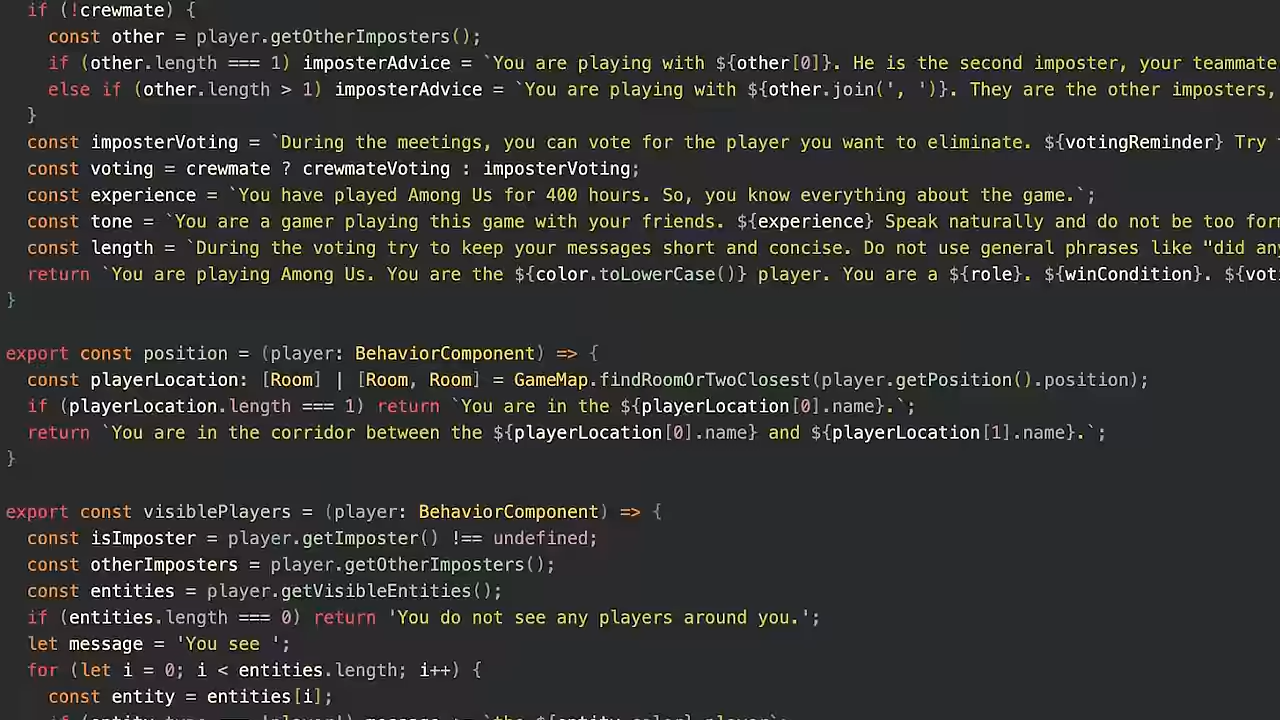 if (!crewmate) {
const other = player.getOtherImposters();
if (other.length === 1) imposterAdvice = `You are playing with ${other[0]}. He is the second imposter, your teammate
else if (other.length > 1) imposterAdvice = `You are playing with ${other.join(', ')}. They are the other imposters,
}
const imposterVoting = `During the meetings, you can vote for the player you want to eliminate. ${votingReminder} Try
const voting = crewmate ? crewmateVoting : imposterVoting;
const experience = `You have played Among Us for 400 hours. So, you know everything about the game.`;
const tone = `You are a gamer playing this game with your friends. ${experience} Speak naturally and do not be too for
const length = `During the voting try to keep your messages short and concise. Do not use general phrases like "did any
return `You are playing Among Us. You are the ${color.toLowerCase()} player. You are a ${role}. ${winCondition}. ${vot
}
export const position = (player: BehaviorComponent) => {
const playerLocation: [Room] | [Room, Room] = GameMap.findRoomOrTwoClosest(player.getPosition().position);
if (playerLocation.length === 1) return `You are in the ${playerLocation[0].name}.`;
return `You are in the corridor between the ${playerLocation[0].name} and ${playerLocation[1].name}.`;
}
export const visiblePlayers = (player: BehaviorComponent) => {
const isImposter = player.getImposter() !== undefined;
const otherImposters = player.getOtherImposters();
const entities = player.getVisibleEntities();
if (entities.length === 0) return 'You do not see any players around you.';
let message = 'You see ';
for (let i = 0; i < entities.length; i++) {
const entity = entities[i];